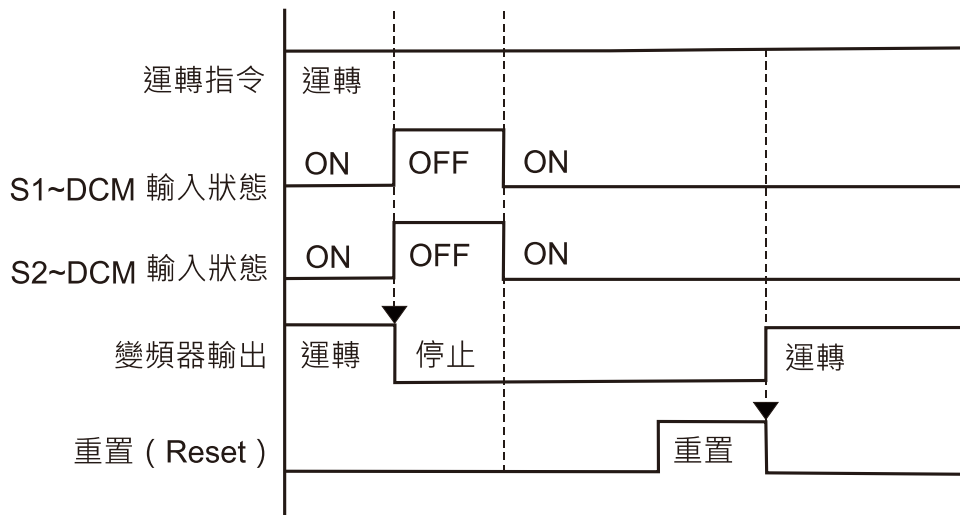 運轉指令 運轉
S1~DCM 輸入狀態 ON OFF ON
S2~DCM 輸入狀態 ON OFF ON
變頻器輸出 運轉 停止 運轉
重置（Reset） 重置